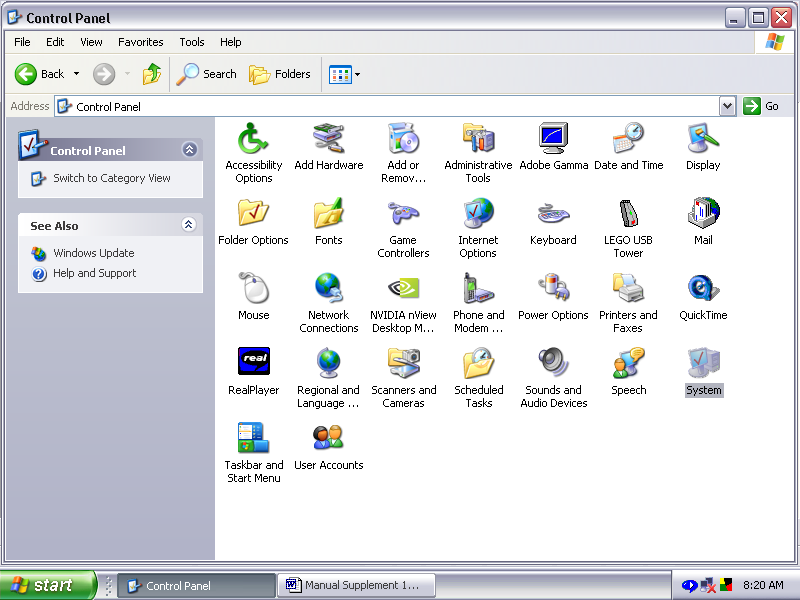 Control Panel
File Edit View Favorites Tools Help
Back Search Folders
Address Control Panel Go
Control Panel
Switch to Category View
See Also
Windows Update
Help and Support
Accessibility Options
Add Hardware
Add or Remov...
Administrative Tools
Adobe Gamma
Date and Time
Display
Folder Options
Fonts
Game Controllers
Internet Options
Keyboard
LEGO USB Tower
Mail
Mouse
Network Connections
NVIDIA nView Desktop M...
Phone and Modem ...
Power Options
Printers and Faxes
QuickTime
real
RealPlayer
Regional and Language ...
Scanners and Cameras
Scheduled Tasks
Sounds and Audio Devices
Speech
System
Taskbar and Start Menu
User Accounts
start Control Panel Manual Supplement 1... 8:20 AM